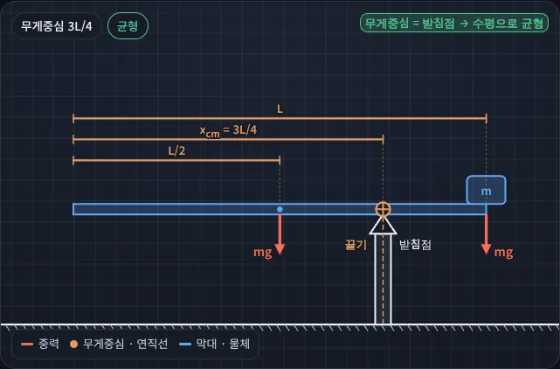 무게중심 3L/4
균형
무게중심 = 받침점 → 수평으로 균형
L
xcm = 3L/4
L/2
m
끌기
받침점
mg
mg
중력
무게중심 · 연직선
막대 · 물체